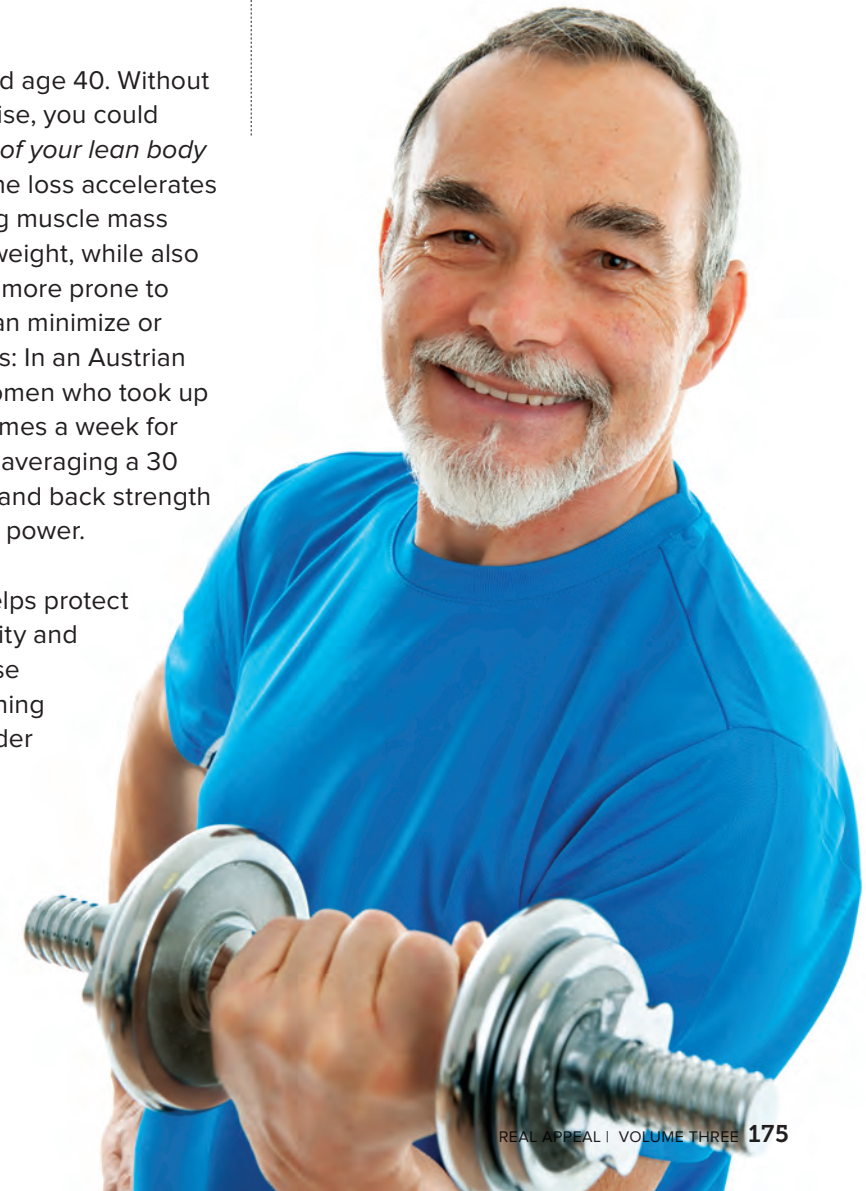 d age 40. Without
ise, you could
of your lean body
ne loss accelerates
g muscle mass
weight, while also
more prone to
an minimize or
s: In an Austrian
omen who took up
mes a week for
averaging a 30
and back strength
power.
elps protect
ity and
se
ning
der
REAL APPEAL | VOLUME THREE 175